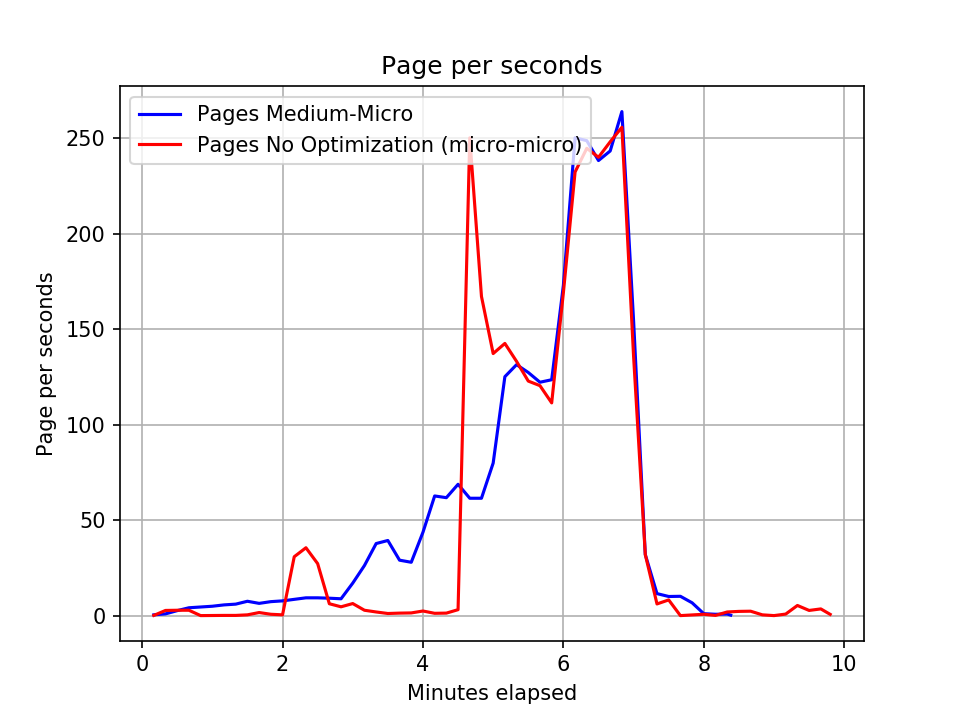 Page per seconds
Pages Medium-Micro
Pages No Optimization (micro-micro)
250
200
150
100
50
0
Page per seconds
0 2 4 6 8 10
Minutes elapsed